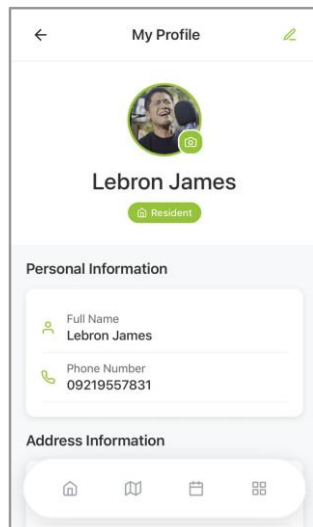 My Profile
Lebron James
Resident
Personal Information
Full Name
Lebron James
Phone Number
09219557831
Address Information